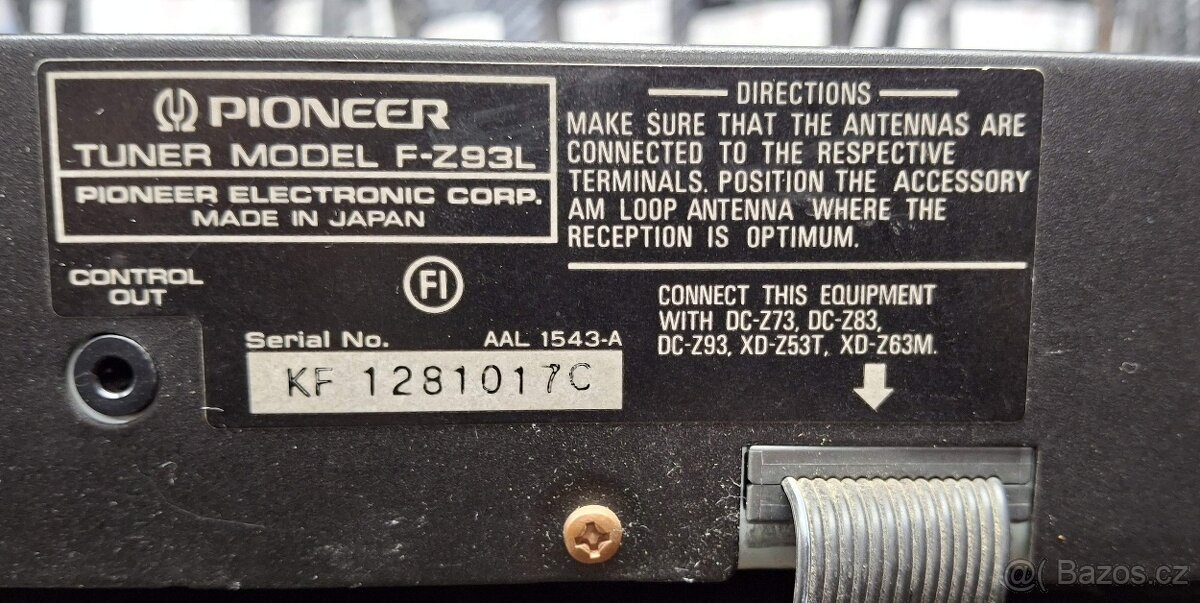 PIONEER
TUNER MODEL F-Z93L
PIONEER ELECTRONIC CORP.
MADE IN JAPAN
CONTROL
OUT
FI
Serial No. AAL 1543-A
KF 1281017C
DIRECTIONS
MAKE SURE THAT THE ANTENNAS ARE
CONNECTED TO THE RESPECTIVE
TERMINALS. POSITION THE ACCESSORY
AM LOOP ANTENNA WHERE THE
RECEPTION IS OPTIMUM.
CONNECT THIS EQUIPMENT
WITH DC-Z73, DC-Z83,
DC-Z93, XD-Z53T, XD-Z63M.
@( Bazos.cz